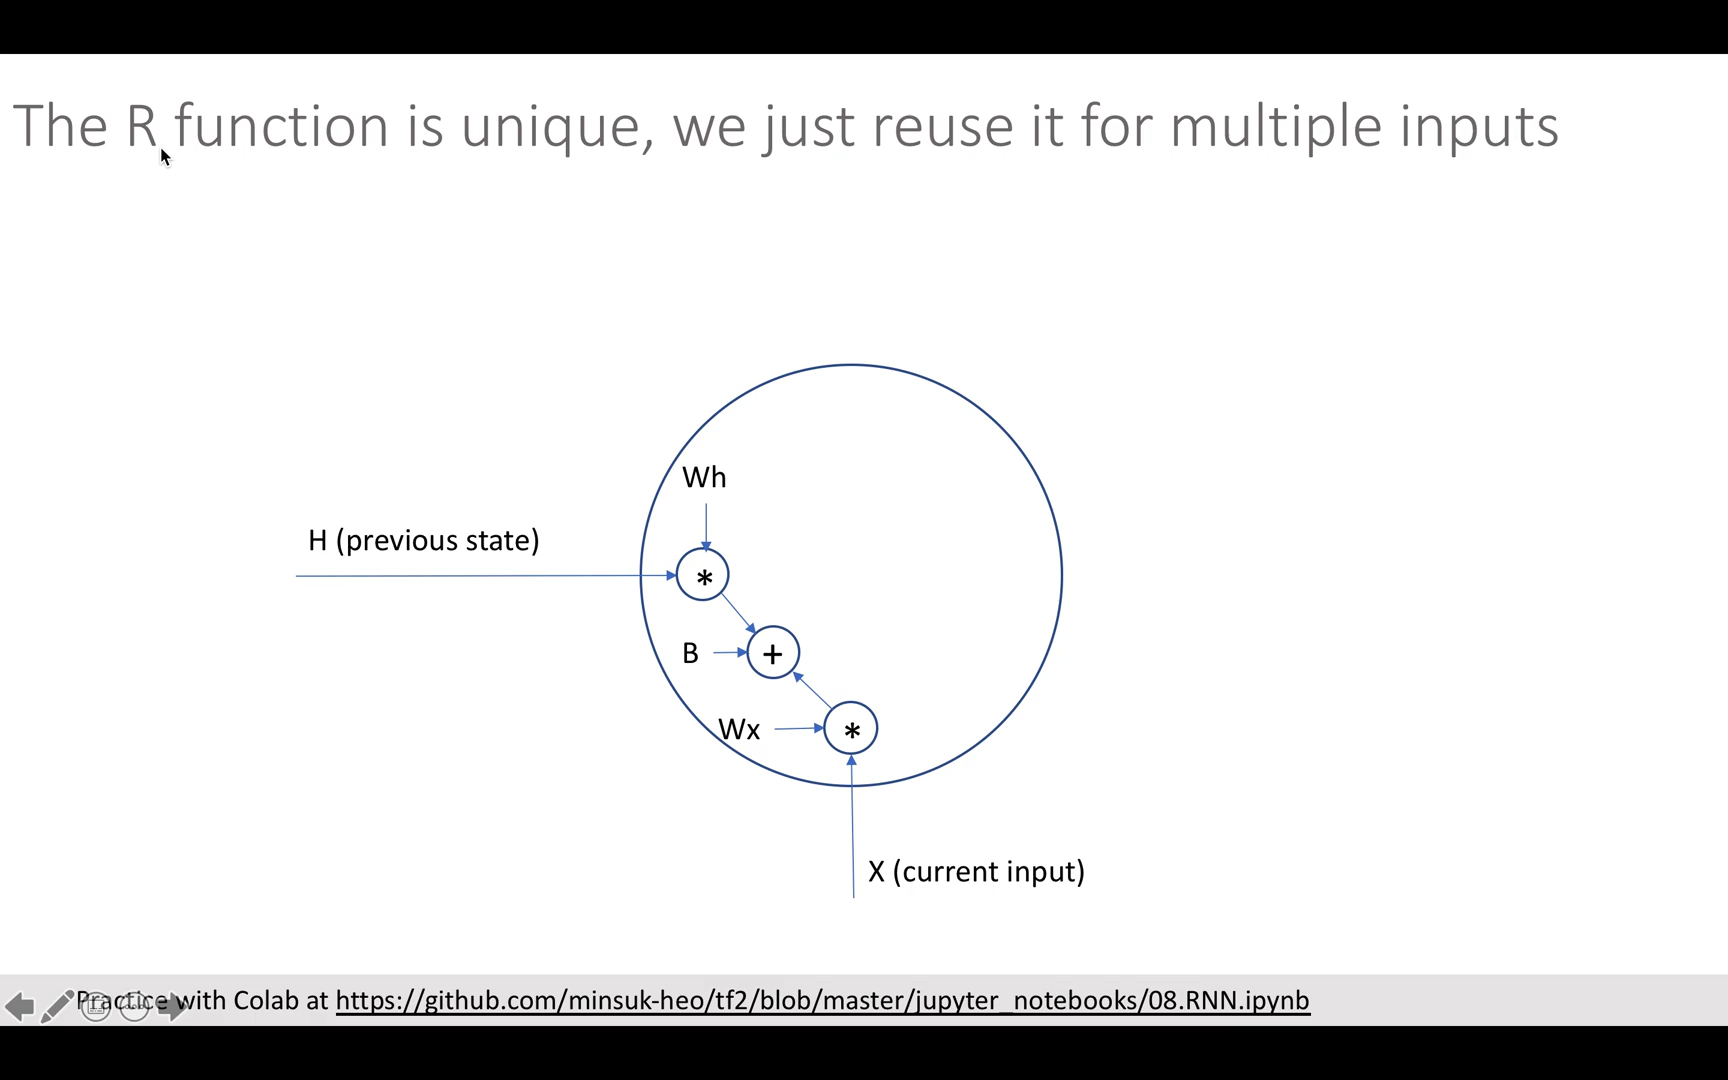 The R function is unique, we just reuse it for multiple inputs
Wh
H (previous state)
*
B
+
Wx
*
X (current input)
Practice with Colab at https://github.com/minsuk-heo/tf2/blob/master/jupyter_notebooks/08.RNN.ipynb